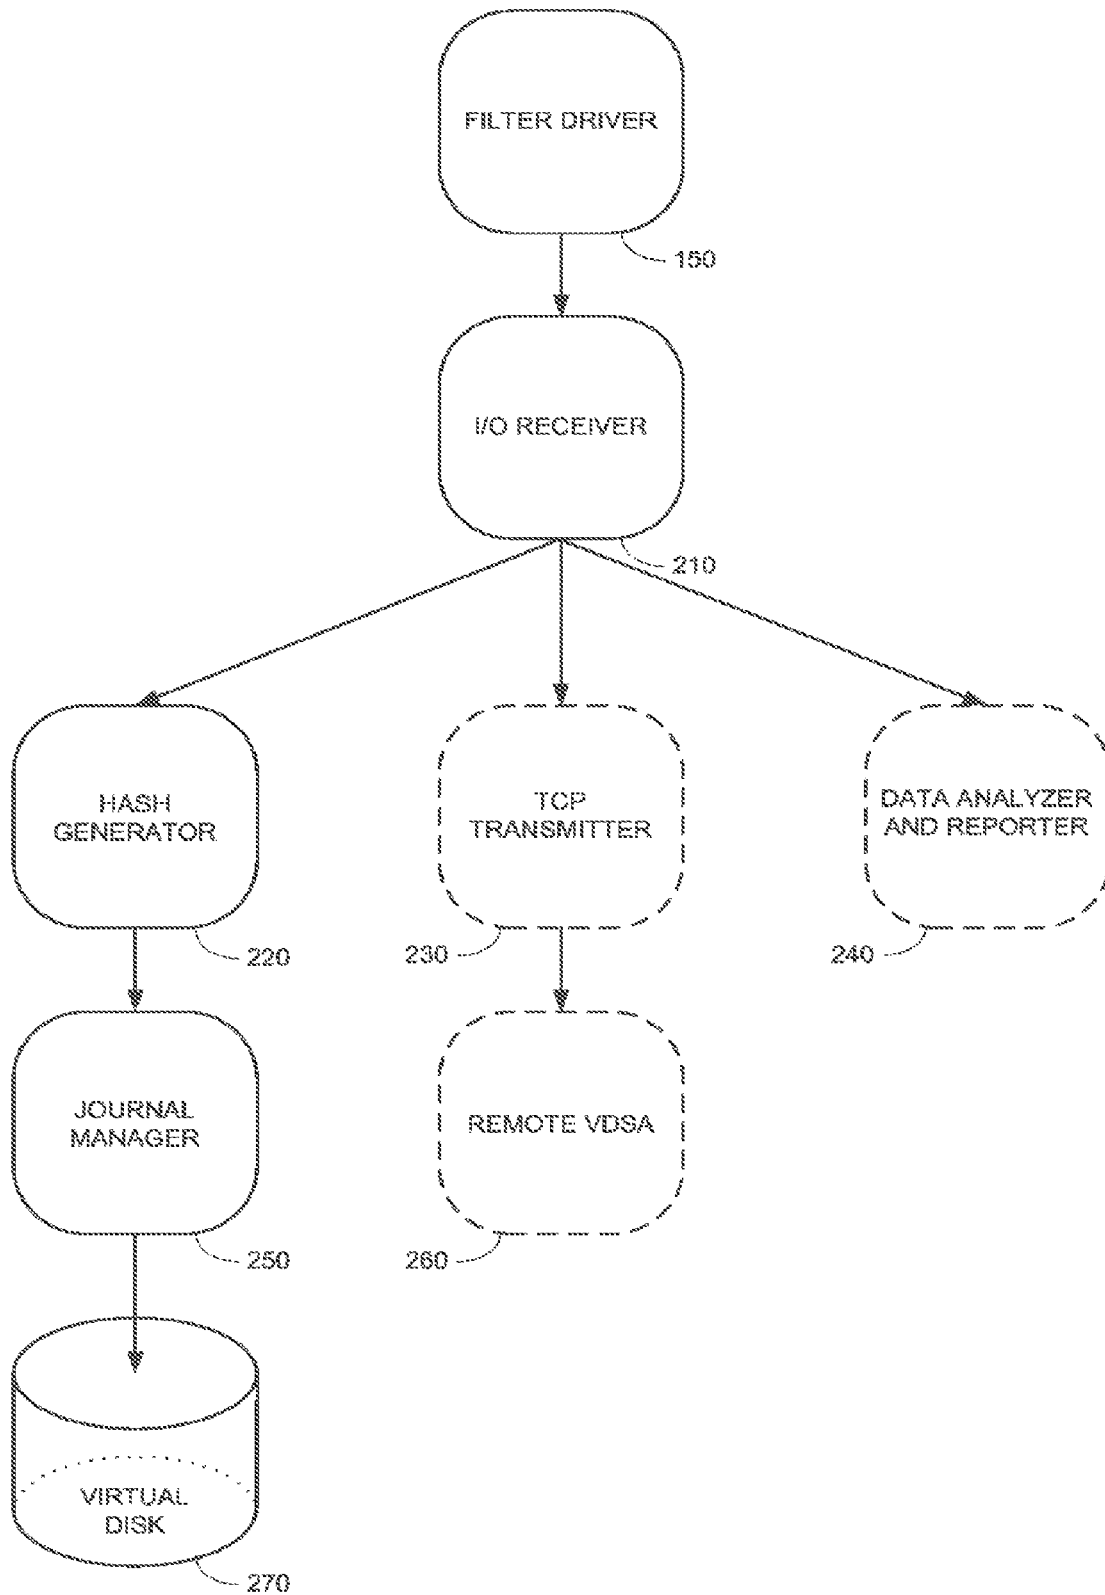 FILTER DRIVER
150
I/O RECEIVER
210
HASH
GENERATOR
220
TCP
TRANSMITTER
230
DATA ANALYZER
AND REPORTER
240
JOURNAL
MANAGER
250
REMOTE VDSA
260
VIRTUAL
DISK
270